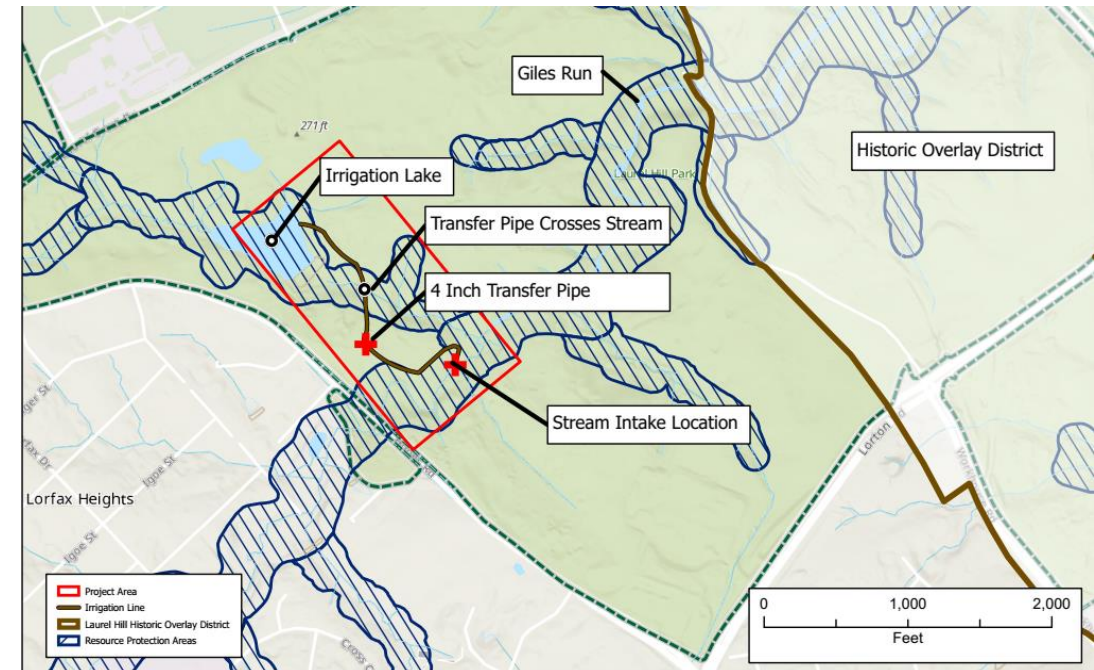 Giles Run
271 ft
Historic Overlay District
Irrigation Lake
Laurel Hill Park
Transfer Pipe Crosses Stream
4 Inch Transfer Pipe
Stream Intake Location
Lorton Rd
Lorfax Heights
Igoe St
Igoe St
Project Area
Irrigation Line
Laurel Hill Historic Overlay District
Resource Protection Areas
0 1,000 2,000
Feet